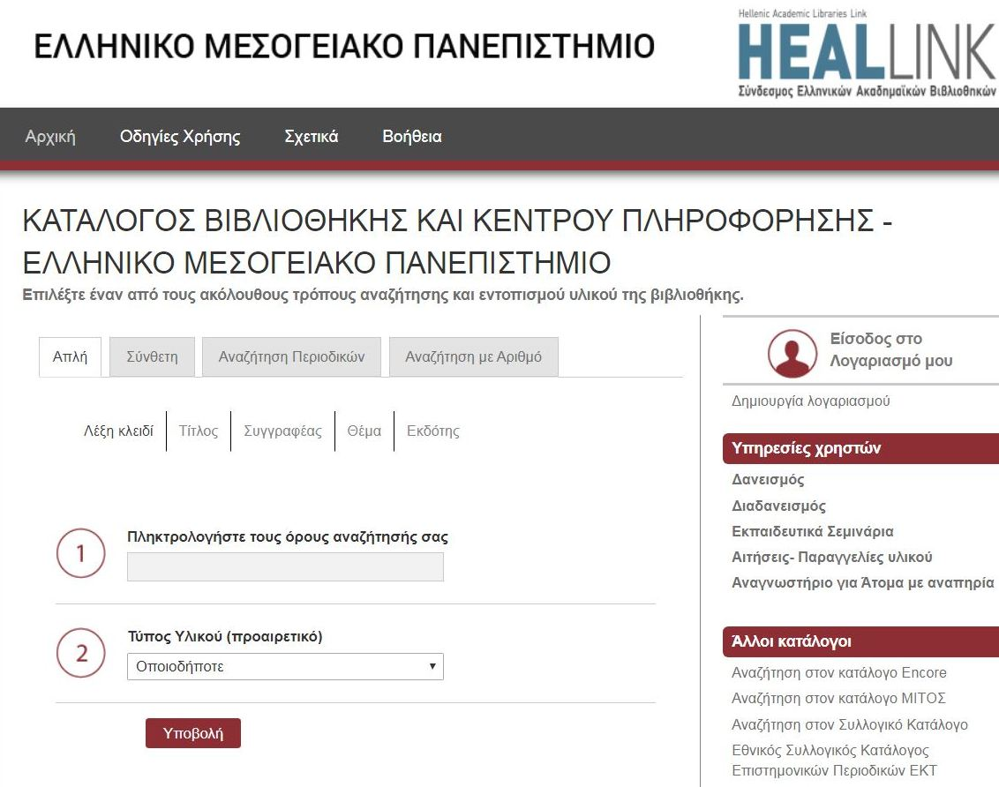 ΕΛΛΗΝΙΚΟ ΜΕΣΟΓΕΙΑΚΟ ΠΑΝΕΠΙΣΤΗΜΙΟ
Hellenic Academic Libraries Link
HEALLINK
Σύνδεσμος Ελληνικών Ακαδημαϊκών Βιβλιοθηκών
Αρχική Οδηγίες Χρήσης Σχετικά Βοήθεια
ΚΑΤΑΛΟΓΟΣ ΒΙΒΛΙΟΘΗΚΗΣ ΚΑΙ ΚΕΝΤΡΟΥ ΠΛΗΡΟΦΟΡΗΣΗΣ -
ΕΛΛΗΝΙΚΟ ΜΕΣΟΓΕΙΑΚΟ ΠΑΝΕΠΙΣΤΗΜΙΟ
Επιλέξτε έναν από τους ακόλουθους τρόπους αναζήτησης και εντοπισμού υλικού της βιβλιοθήκης.
Απλή Σύνθετη Αναζήτηση Περιοδικών Αναζήτηση με Αριθμό
Λέξη κλειδί Τίτλος Συγγραφέας Θέμα Εκδότης
1 Πληκτρολογήστε τους όρους αναζήτησής σας
2 Τύπος Υλικού (προαιρετικό)
Οποιοδήποτε
Υποβολή
Είσοδος στο
Λογαριασμό μου
Δημιουργία λογαριασμού
Υπηρεσίες χρηστών
Δανεισμός
Διαδανεισμός
Εκπαιδευτικά Σεμινάρια
Αιτήσεις- Παραγγελίες υλικού
Αναγνωστήριο για Άτομα με αναπηρία
Άλλοι κατάλογοι
Αναζήτηση στον κατάλογο Encore
Αναζήτηση στον κατάλογο ΜΙΤΟΣ
Αναζήτηση στον Συλλογικό Κατάλογο
Εθνικός Συλλογικός Κατάλογος
Επιστημονικών Περιοδικών ΕΚΤ